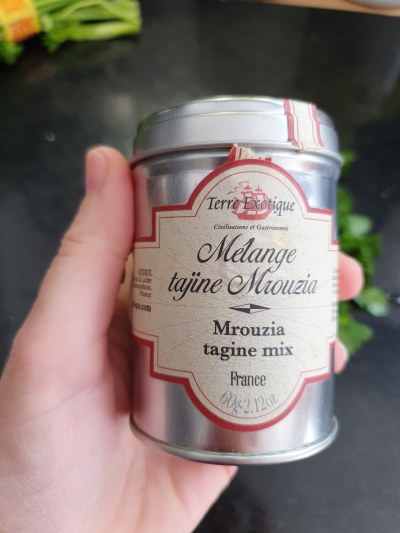 Terre Exotique
Civilisations et Gastronomie
Mélange
tajine Mrouzia
Mrouzia
tagine mix
France
60g-2,12oz